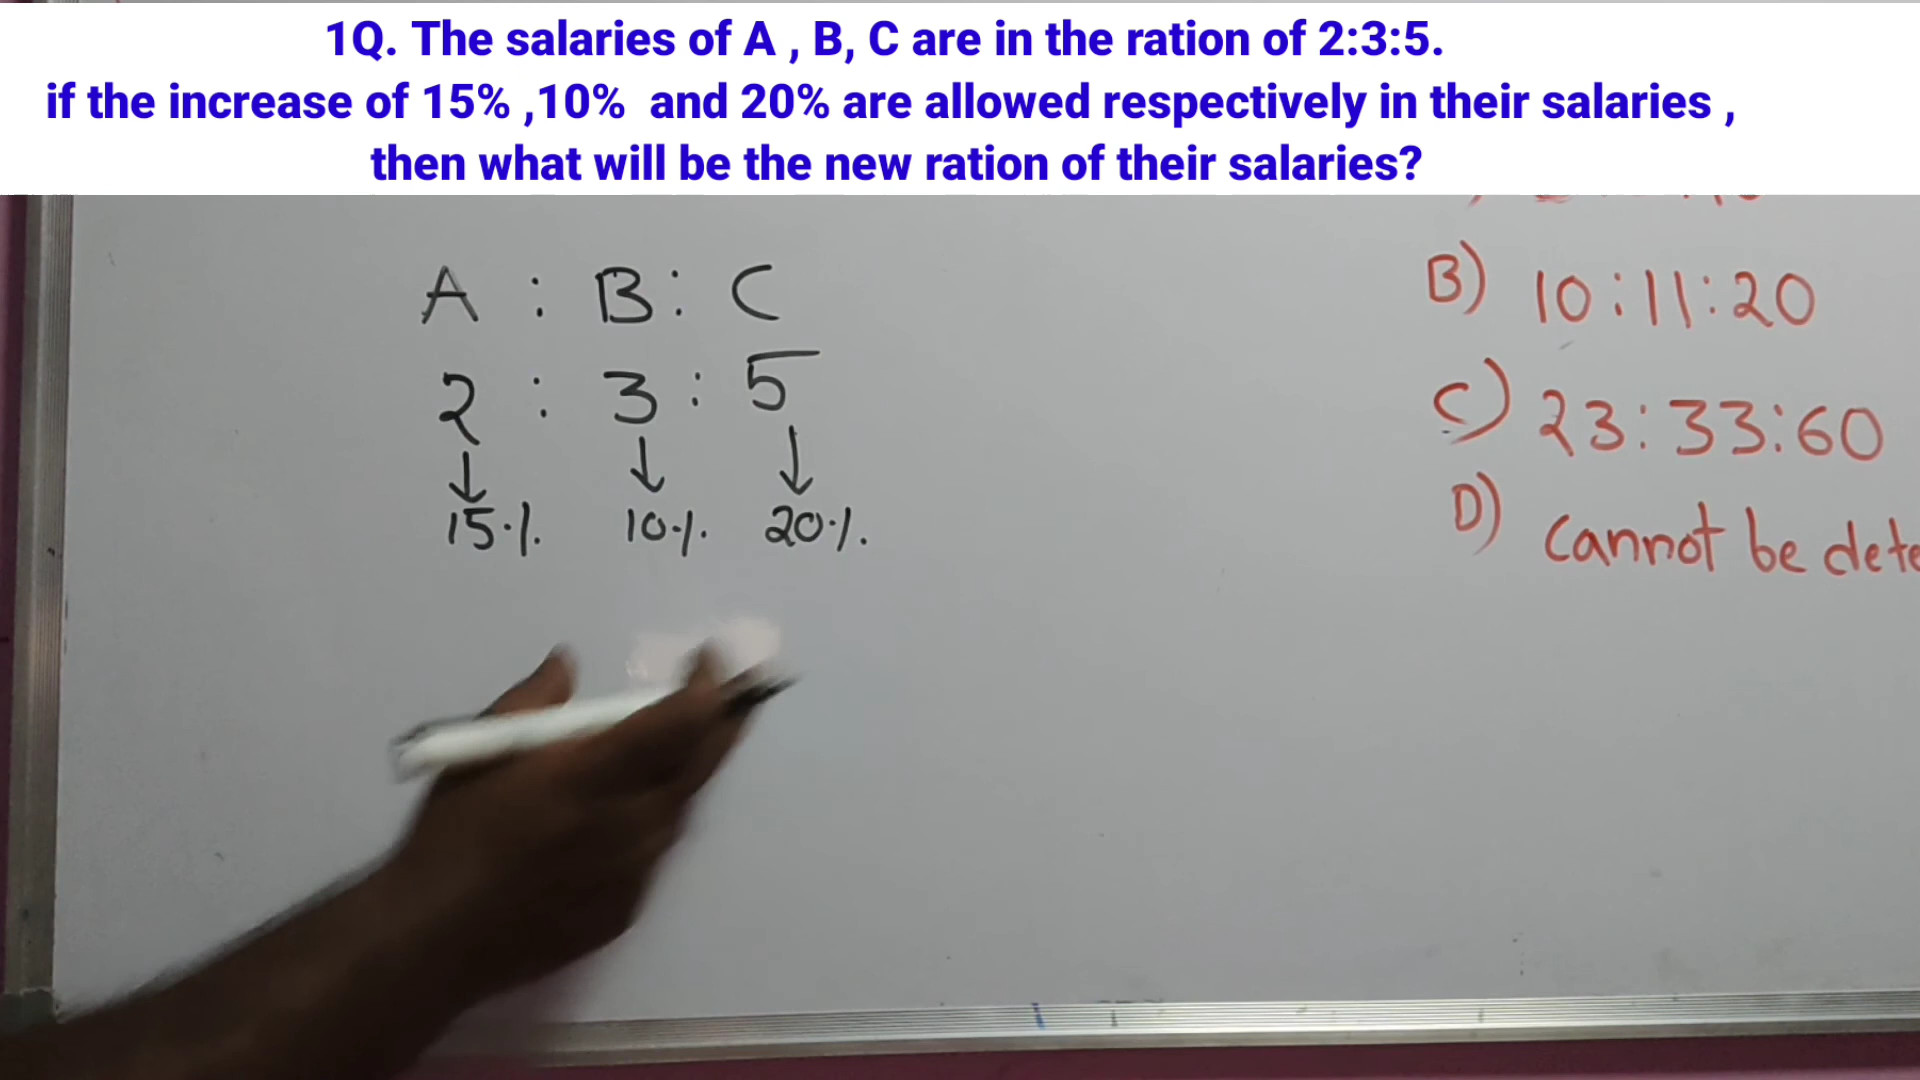 1Q. The salaries of A , B, C are in the ration of 2:3:5.
if the increase of 15% ,10% and 20% are allowed respectively in their salaries ,
then what will be the new ration of their salaries?
A : B : C
2 : 3 : 5
15% 10% 20%
B) 10:11:20
C) 23:33:60
D) cannot be dete